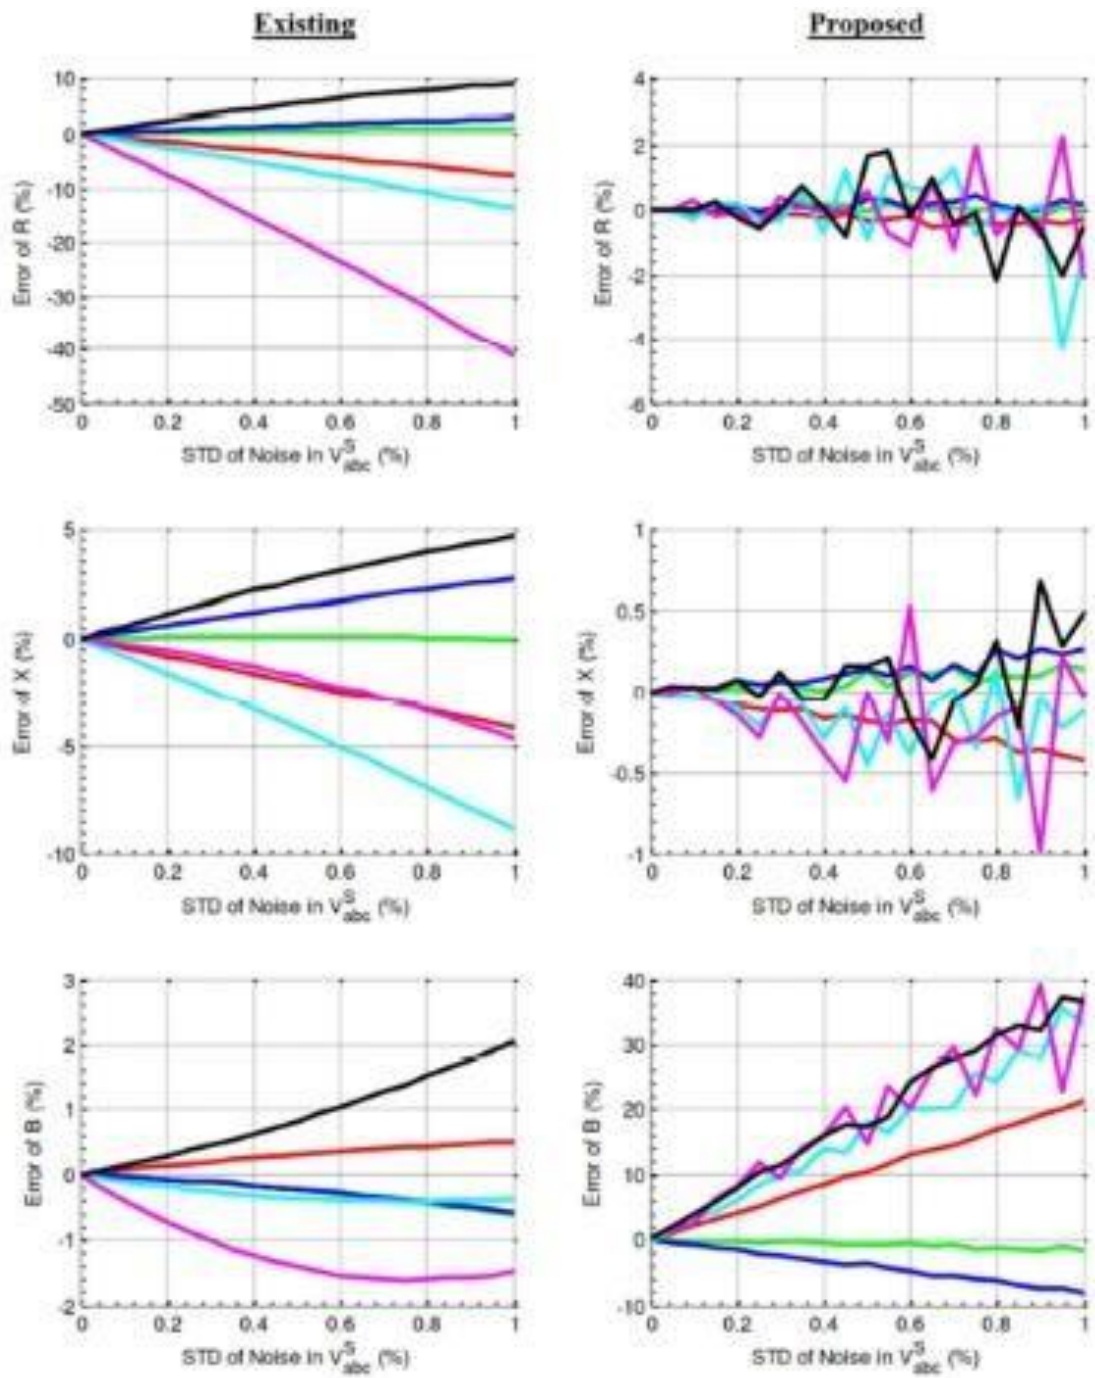 Existing
Proposed
10
0
-10
-20
-30
-40
-50
Error of R (%)
0 0.2 0.4 0.6 0.8 1
STD of Noise in V^S_abc (%)
4
2
0
-2
-4
-6
Error of R (%)
0 0.2 0.4 0.6 0.8 1
STD of Noise in V^S_abc (%)
5
0
-5
-10
Error of X (%)
0 0.2 0.4 0.6 0.8 1
STD of Noise in V^S_abc (%)
1
0.5
0
-0.5
-1
Error of X (%)
0 0.2 0.4 0.6 0.8 1
STD of Noise in V^S_abc (%)
3
2
1
0
-1
-2
Error of B (%)
0 0.2 0.4 0.6 0.8 1
STD of Noise in V^S_abc (%)
40
30
20
10
0
-10
Error of B (%)
0 0.2 0.4 0.6 0.8 1
STD of Noise in V^S_abc (%)